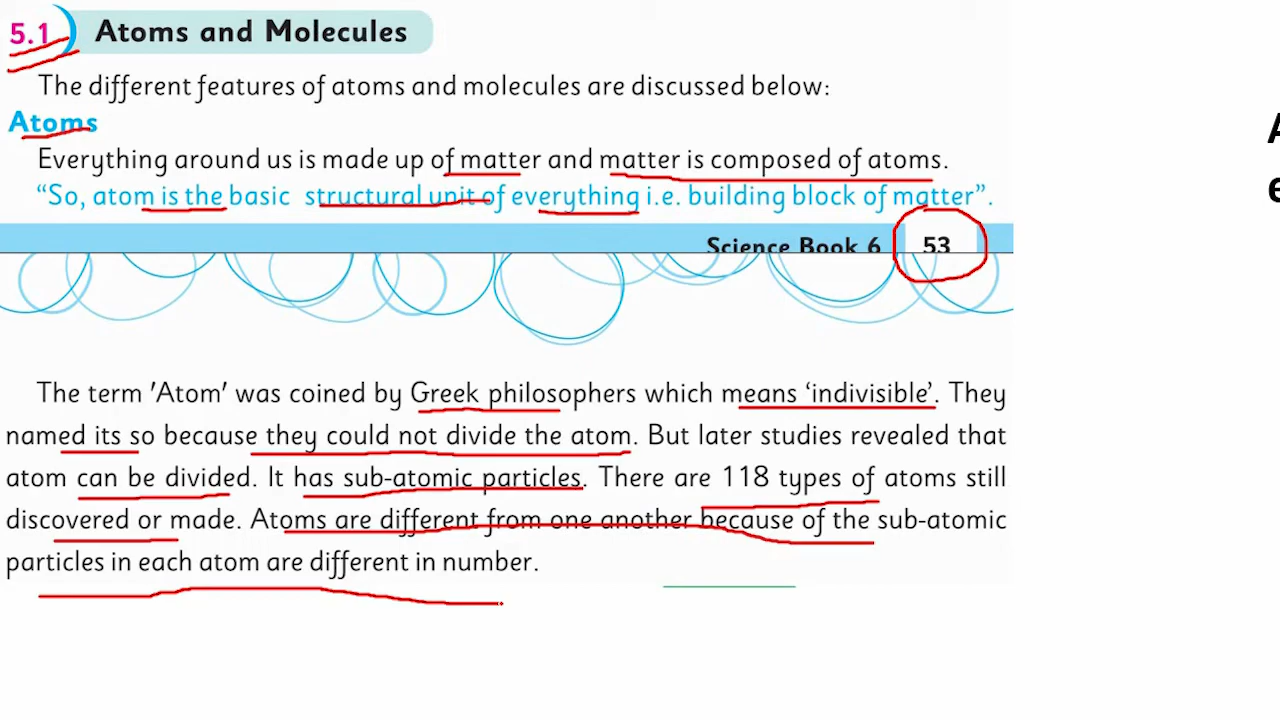 5.1 Atoms and Molecules
The different features of atoms and molecules are discussed below:
Atoms
Everything around us is made up of matter and matter is composed of atoms.
“So, atom is the basic structural unit of everything i.e. building block of matter”.
Science Book 6 53
The term 'Atom' was coined by Greek philosophers which means ‘indivisible’. They
named its so because they could not divide the atom. But later studies revealed that
atom can be divided. It has sub-atomic particles. There are 118 types of atoms still
discovered or made. Atoms are different from one another because of the sub-atomic
particles in each atom are different in number.